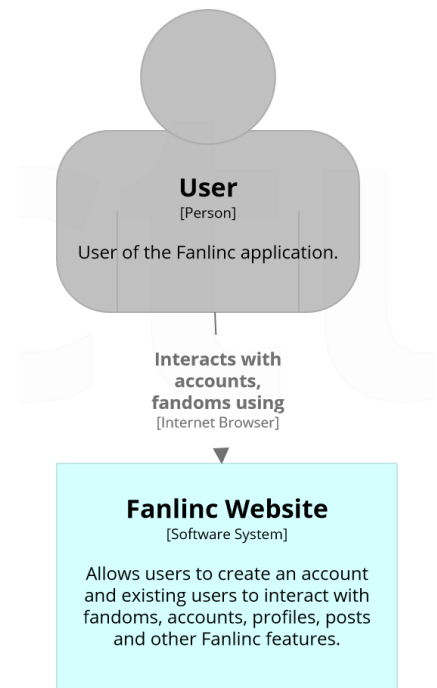 User
[Person]
User of the Fanlinc application.
Interacts with
accounts,
fandoms using
[Internet Browser]
Fanlinc Website
[Software System]
Allows users to create an account
and existing users to interact with
fandoms, accounts, profiles, posts
and other Fanlinc features.